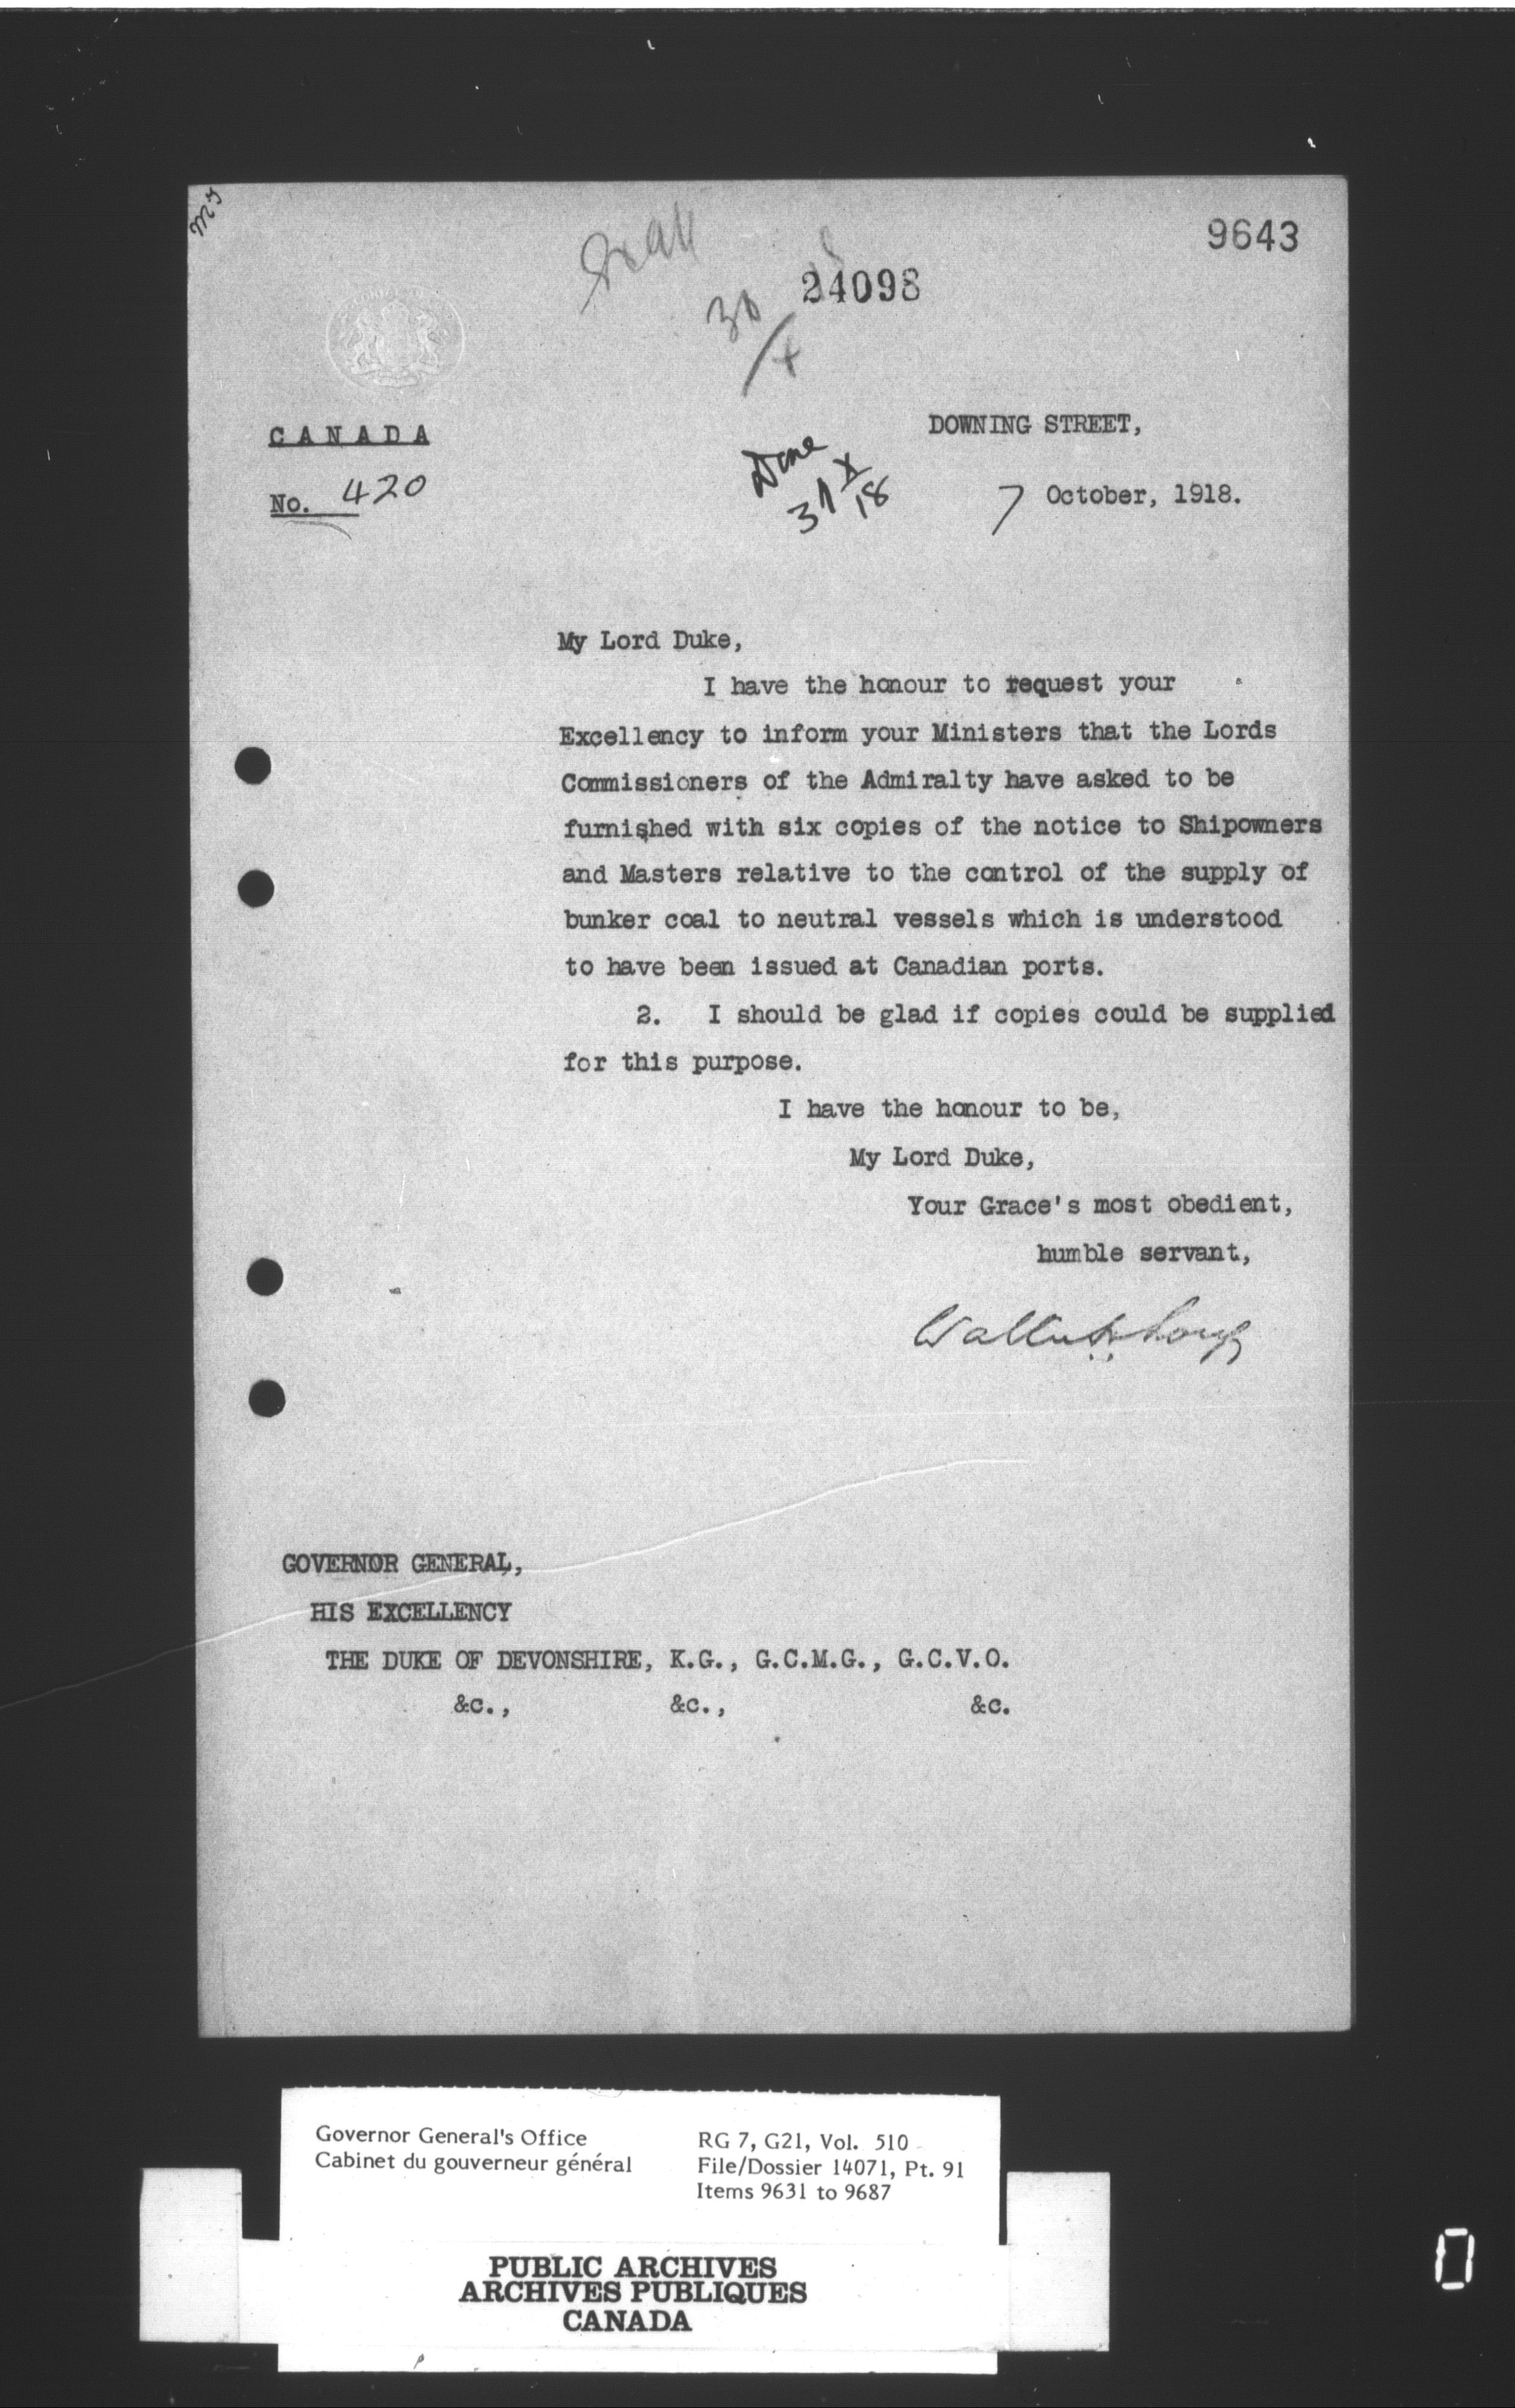 9643
24098
30/x
CANADA
DOWNING STREET,
No. 420
Done
31 X 18
7 October, 1918.
My Lord Duke,
I have the honour to request your
Excellency to inform your Ministers that the Lords
Commissioners of the Admiralty have asked to be
furnished with six copies of the notice to Shipowners
and Masters relative to the control of the supply of
bunker coal to neutral vessels which is understood
to have been issued at Canadian ports.
2. I should be glad if copies could be supplied
for this purpose.
I have the honour to be,
My Lord Duke,
Your Grace's most obedient,
humble servant,
Walter H. Long
GOVERNOR GENERAL,
HIS EXCELLENCY
THE DUKE OF DEVONSHIRE, K.G., G.C.M.G., G.C.V.O.
&c., &c., &c.
Governor General's Office
Cabinet du gouverneur général
RG 7, G21, Vol. 510
File/Dossier 14071, Pt. 91
Items 9631 to 9687
PUBLIC ARCHIVES
ARCHIVES PUBLIQUES
CANADA